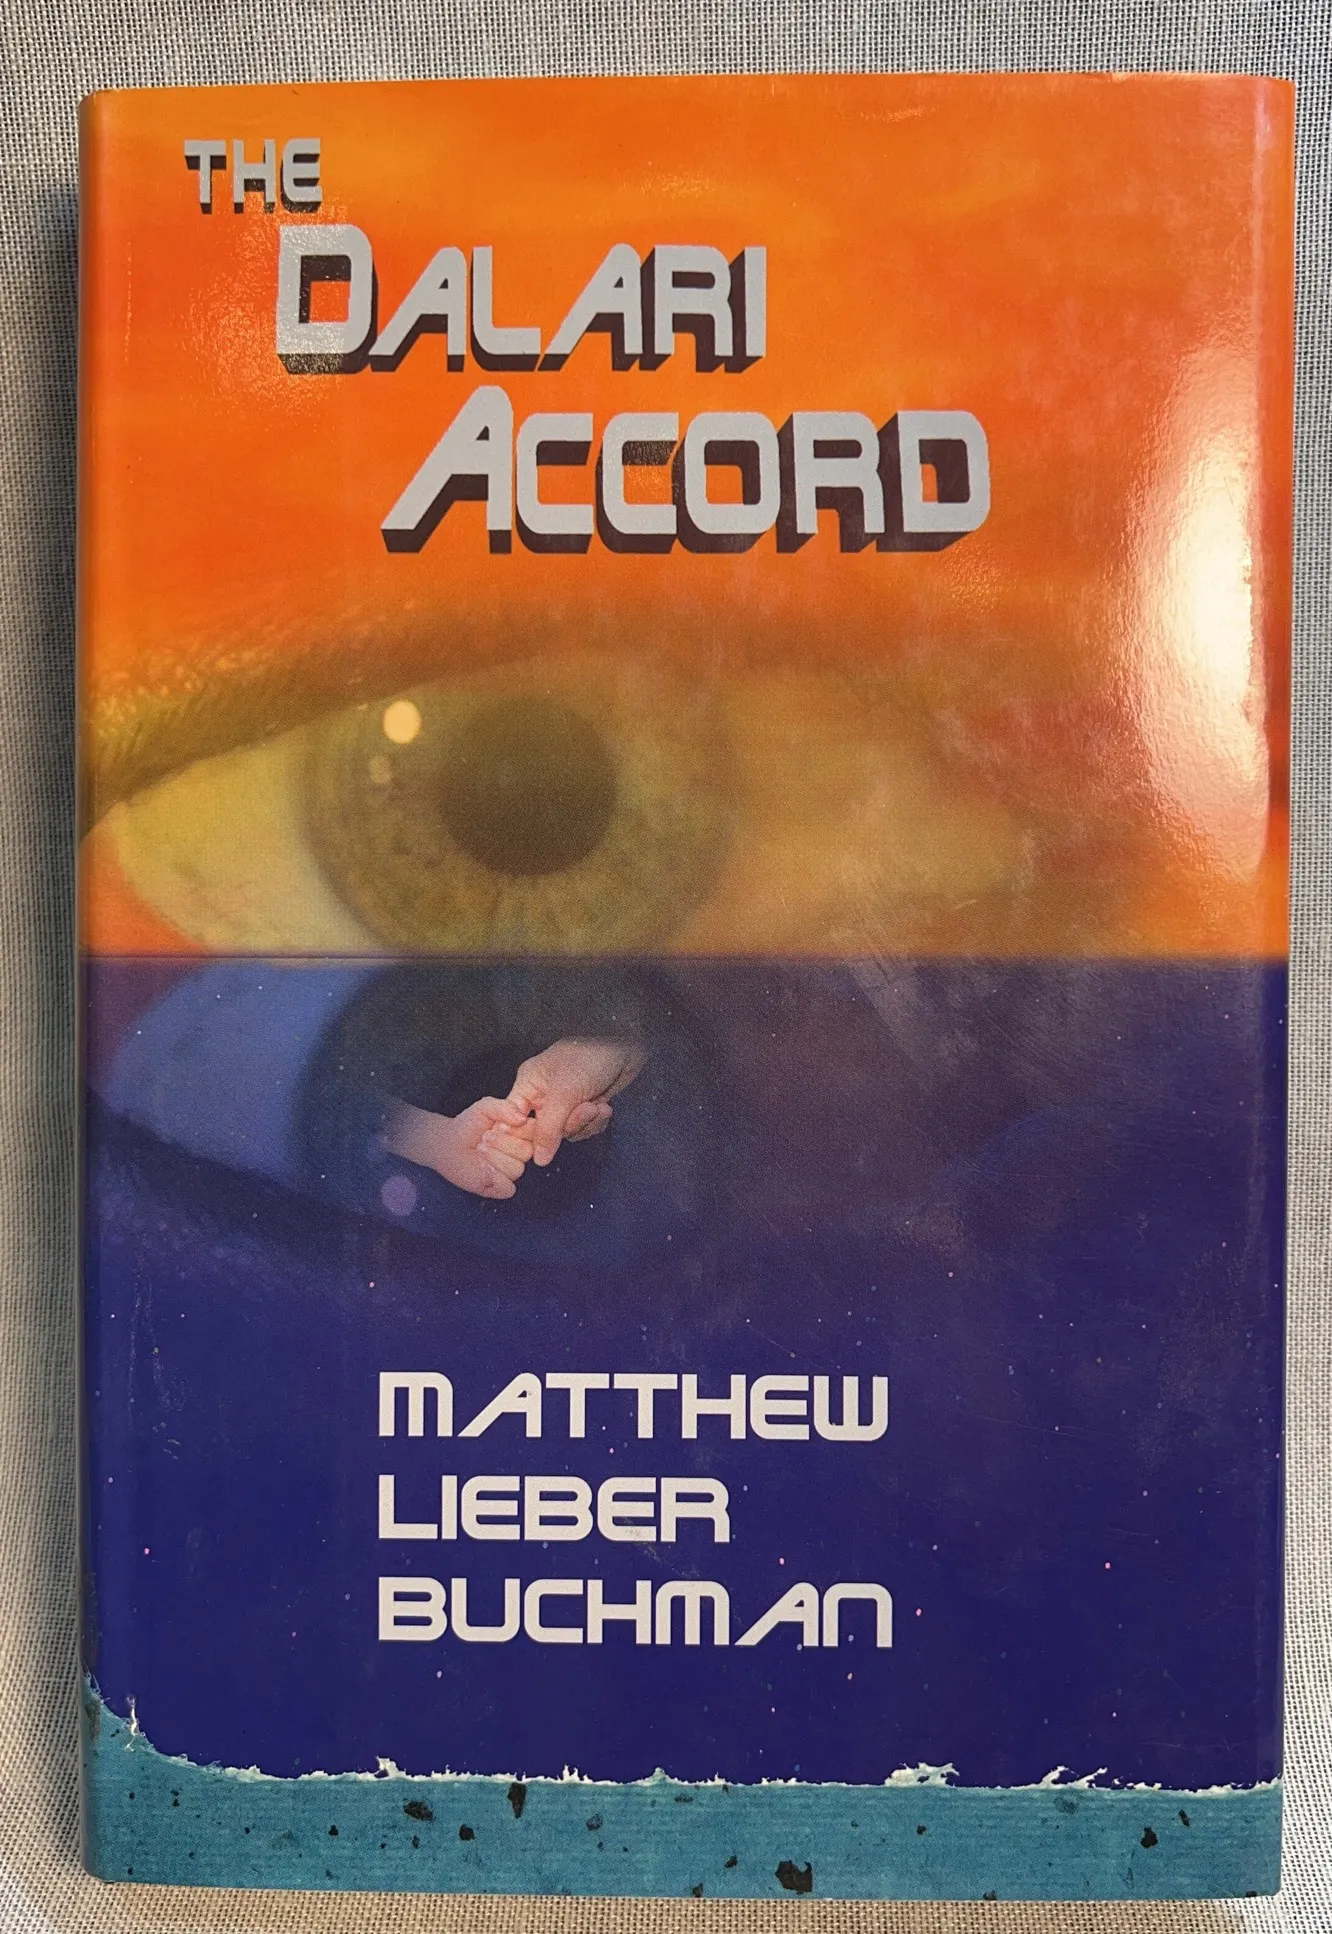 THE
DALARI
ACCORD
MATTHEW
LIEBER
BUCHMAN